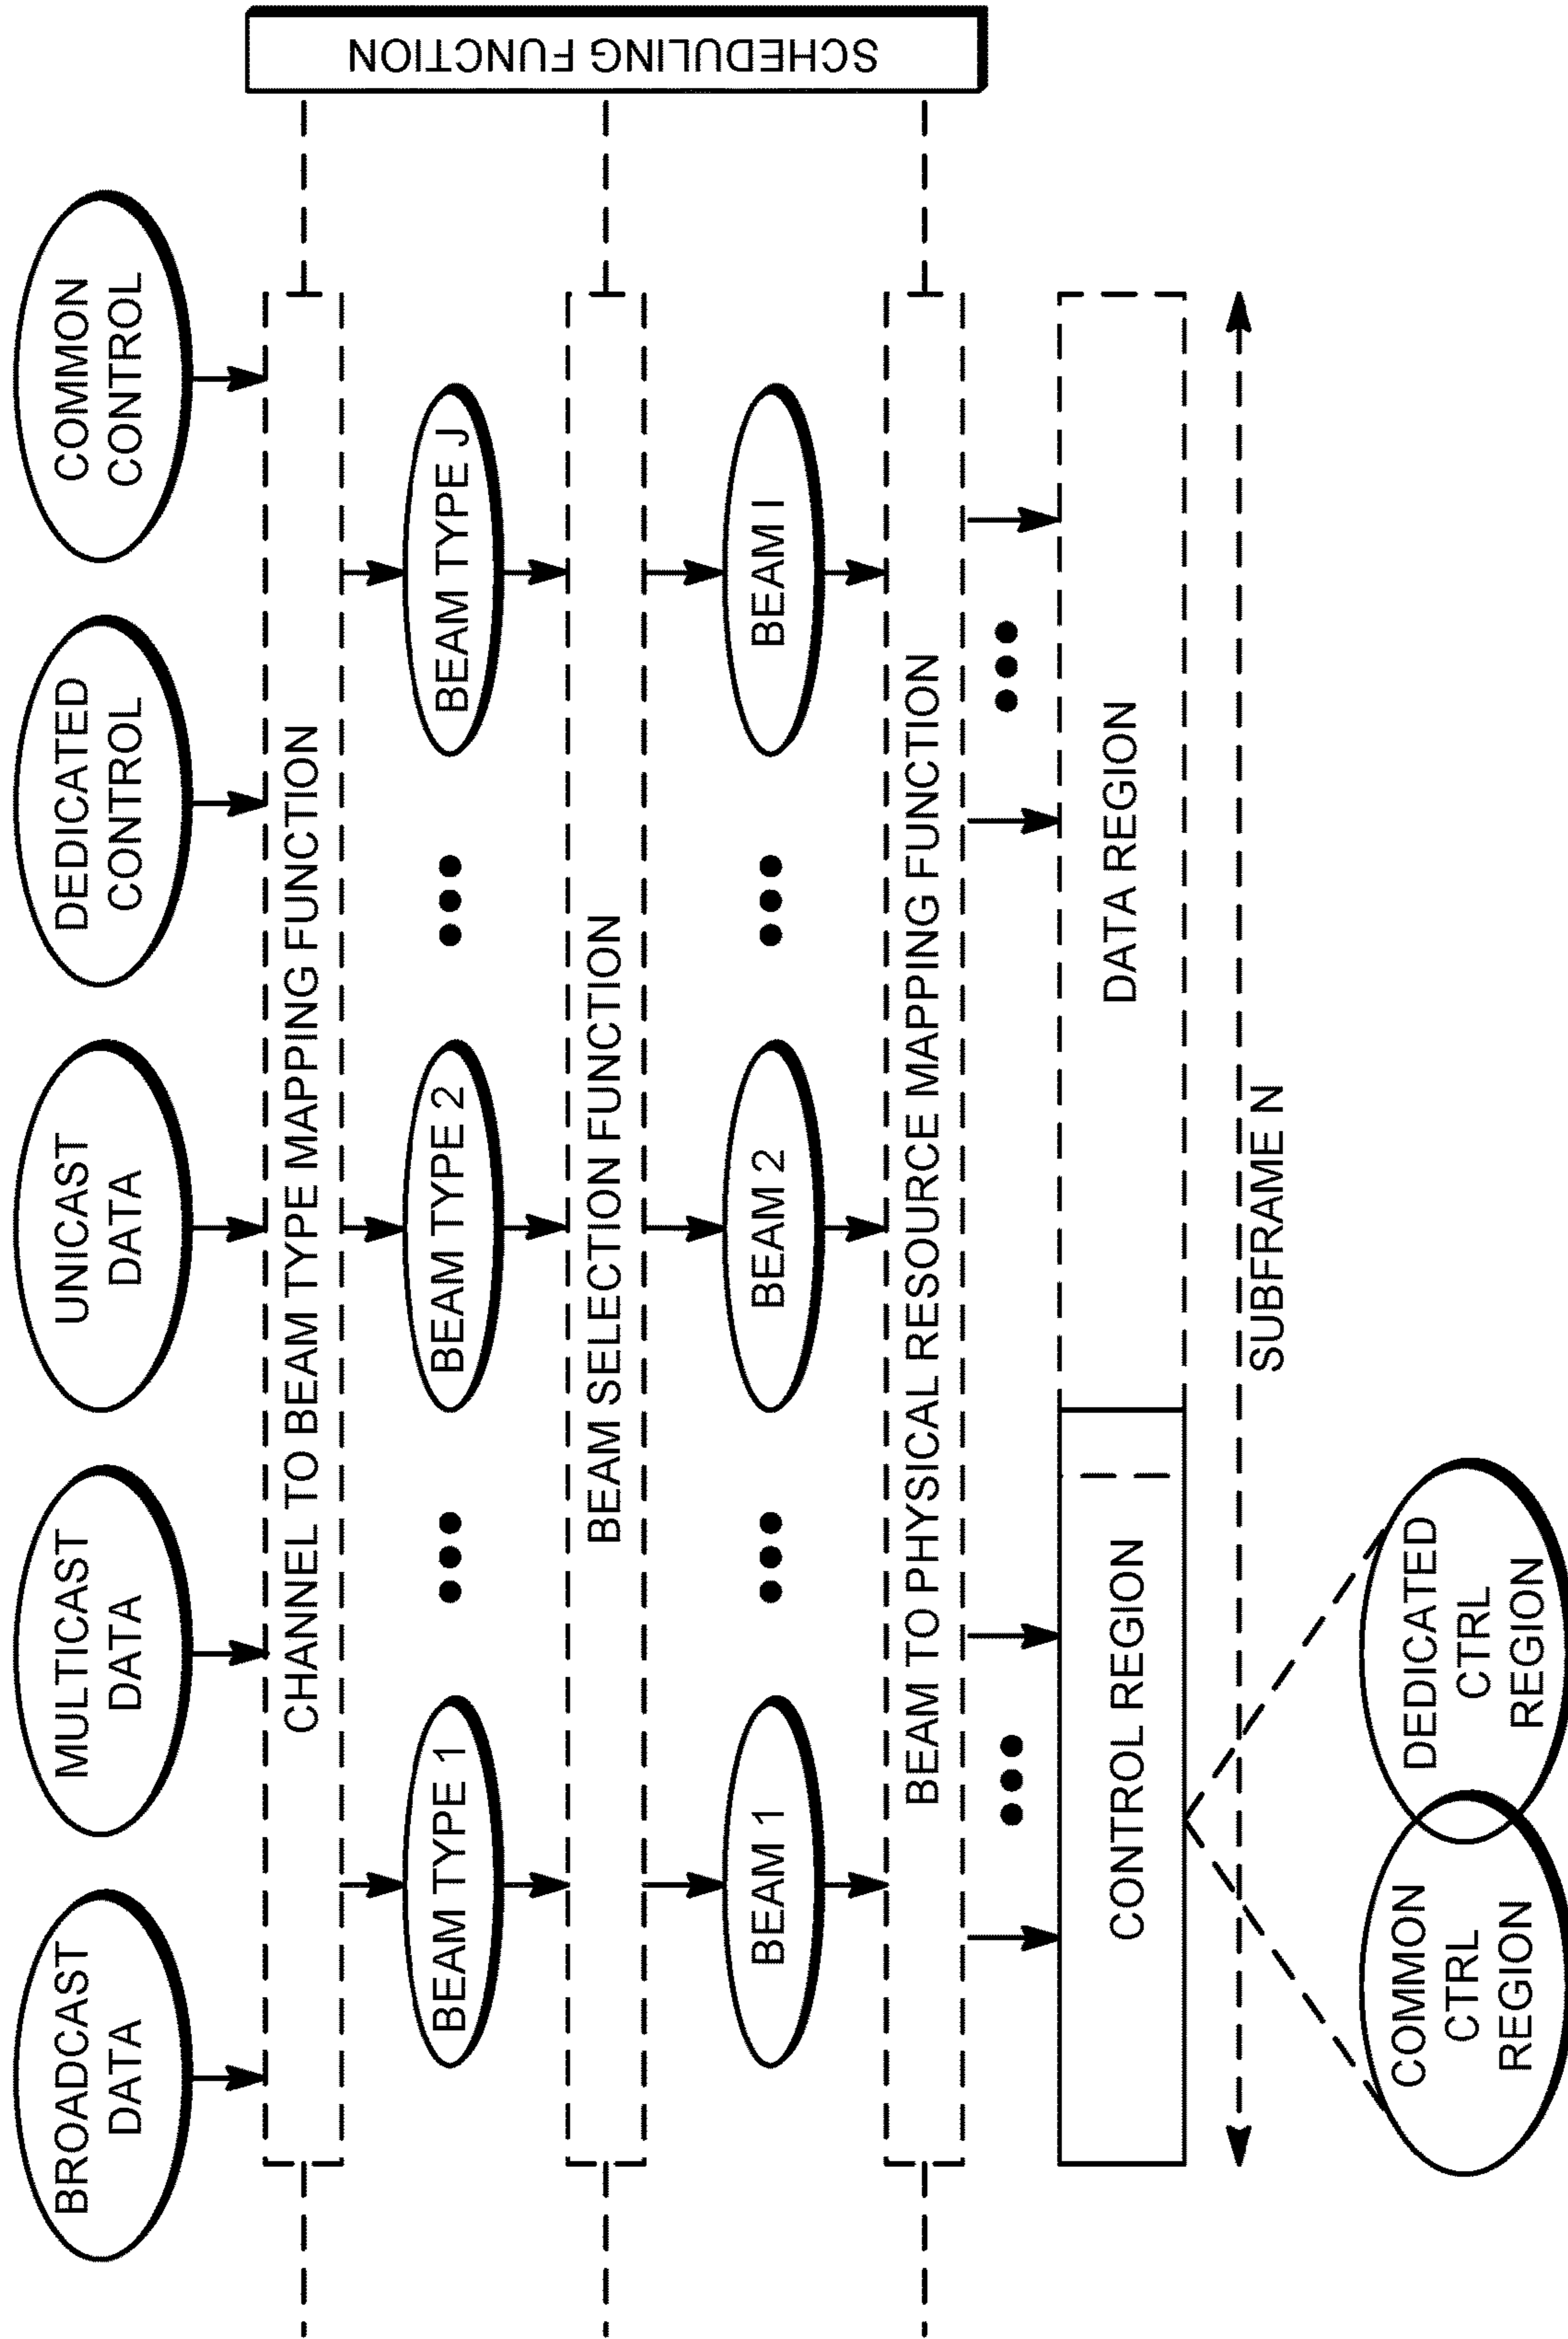 BROADCAST
DATA
MULTICAST
DATA
UNICAST
DATA
DEDICATED
CONTROL
COMMON
CONTROL
CHANNEL TO BEAM TYPE MAPPING FUNCTION
BEAM TYPE 1
BEAM TYPE 2
BEAM TYPE J
BEAM SELECTION FUNCTION
BEAM 1
BEAM 2
BEAM I
BEAM TO PHYSICAL RESOURCE MAPPING FUNCTION
SCHEDULING FUNCTION
CONTROL REGION
DATA REGION
SUBFRAME N
COMMON
CTRL
REGION
DEDICATED
CTRL
REGION